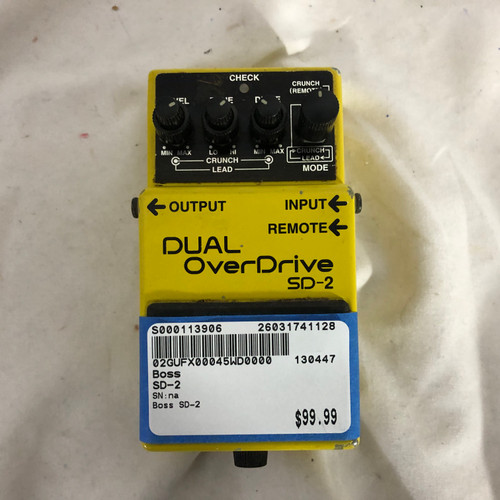 CHECK
CRUNCH
(REMOTE)
MIN MAX LO HI MIN MAX
CRUNCH
LEAD
CRUNCH
LEAD
MODE
OUTPUT INPUT
REMOTE
DUAL
OverDrive
SD-2
S000113906 26031741128
02GUFX00045WD0000 130447
Boss
SD-2
SN:na
Boss SD-2
$99.99